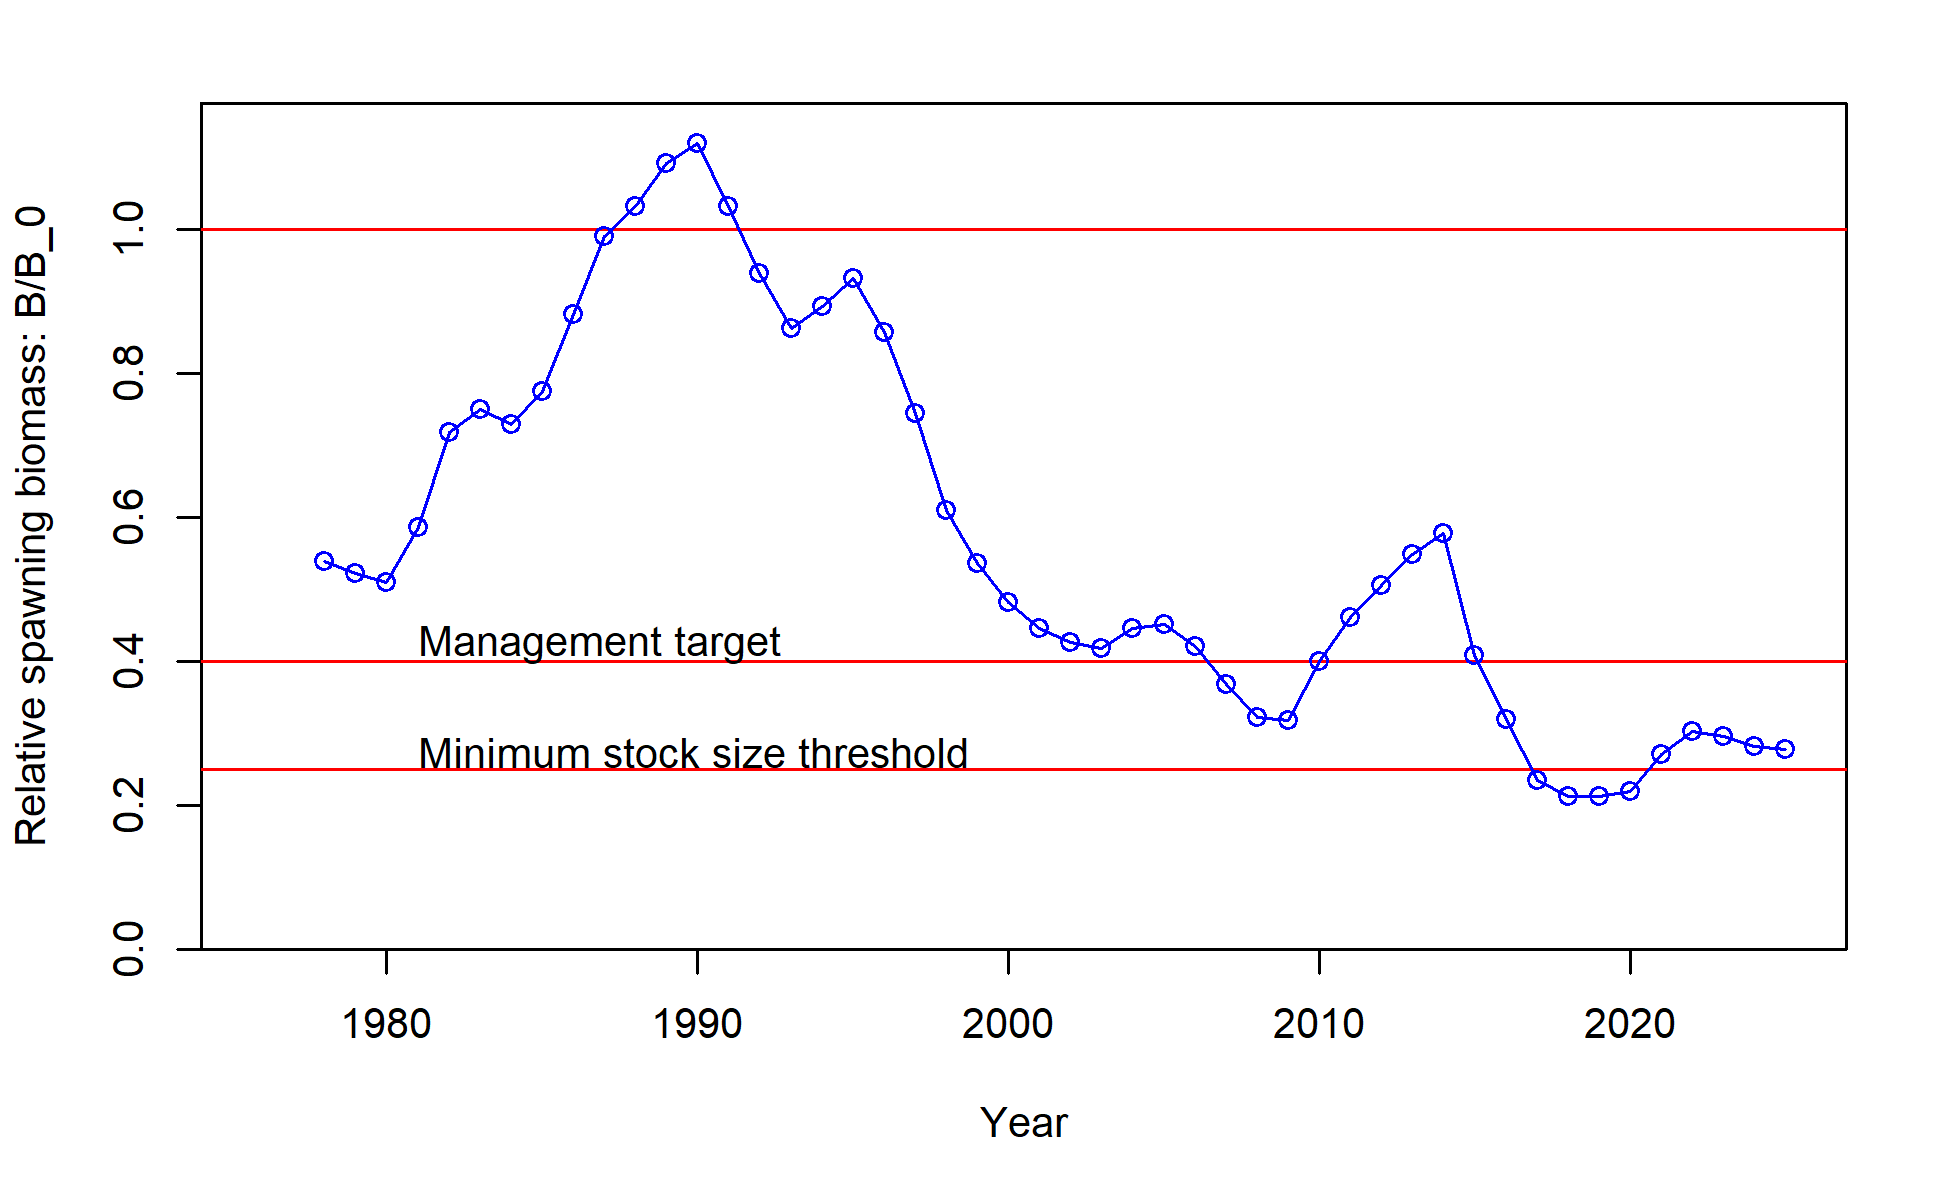 Relative spawning biomass: B/B_0
1.0
0.8
0.6
0.4
0.2
0.0
Management target
Minimum stock size threshold
1980 1990 2000 2010 2020
Year